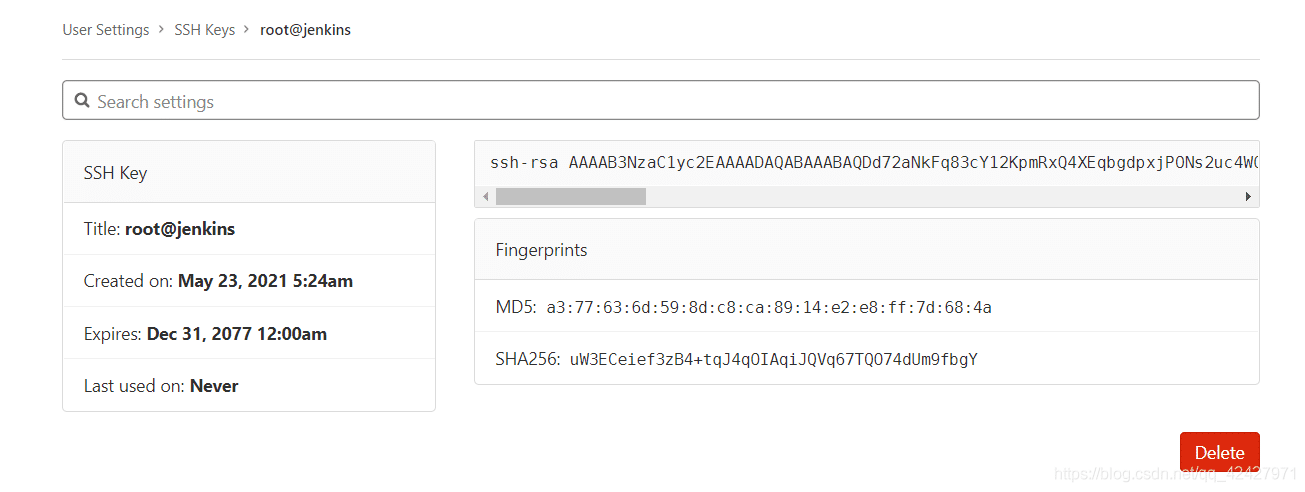 User Settings > SSH Keys > root@jenkins
Search settings
SSH Key
Title: root@jenkins
Created on: May 23, 2021 5:24am
Expires: Dec 31, 2077 12:00am
Last used on: Never
ssh-rsa AAAAB3NzaC1yc2EAAAADAQABAAABAQDd72aNkFq83cY12KpmRxQ4XEqbgdpxjPONs2uc4WO
Fingerprints
MD5: a3:77:63:6d:59:8d:c8:ca:89:14:e2:e8:ff:7d:68:4a
SHA256: uW3ECeief3zB4+tqJ4qOIAqiJQVq67TQO74dUm9fbgY
Delete
https://blog.csdn.net/qq_42427971